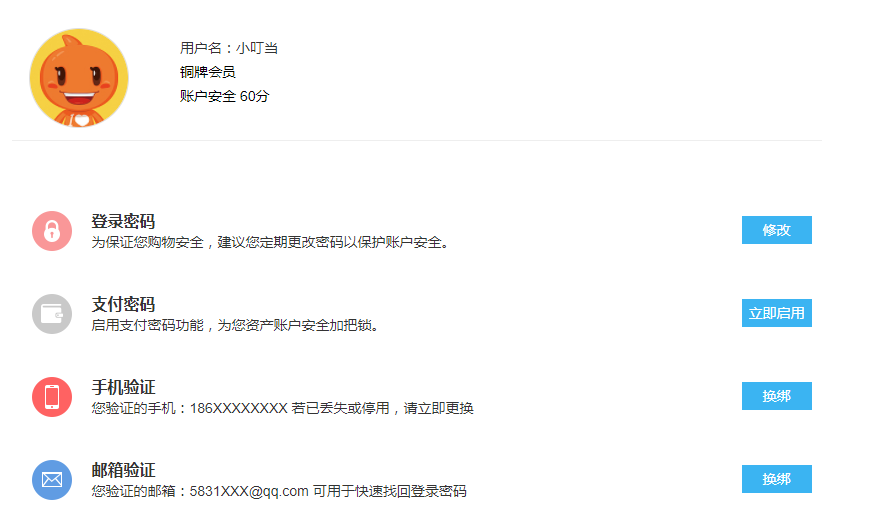 用户名：小叮当
铜牌会员
账户安全 60分
登录密码
为保证您购物安全，建议您定期更改密码以保护账户安全。
修改
支付密码
启用支付密码功能，为您资产账户安全加把锁。
立即启用
手机验证
您验证的手机：186XXXXXXXX 若已丢失或停用，请立即更换
换绑
邮箱验证
您验证的邮箱：5831XXX@qq.com 可用于快速找回登录密码
换绑